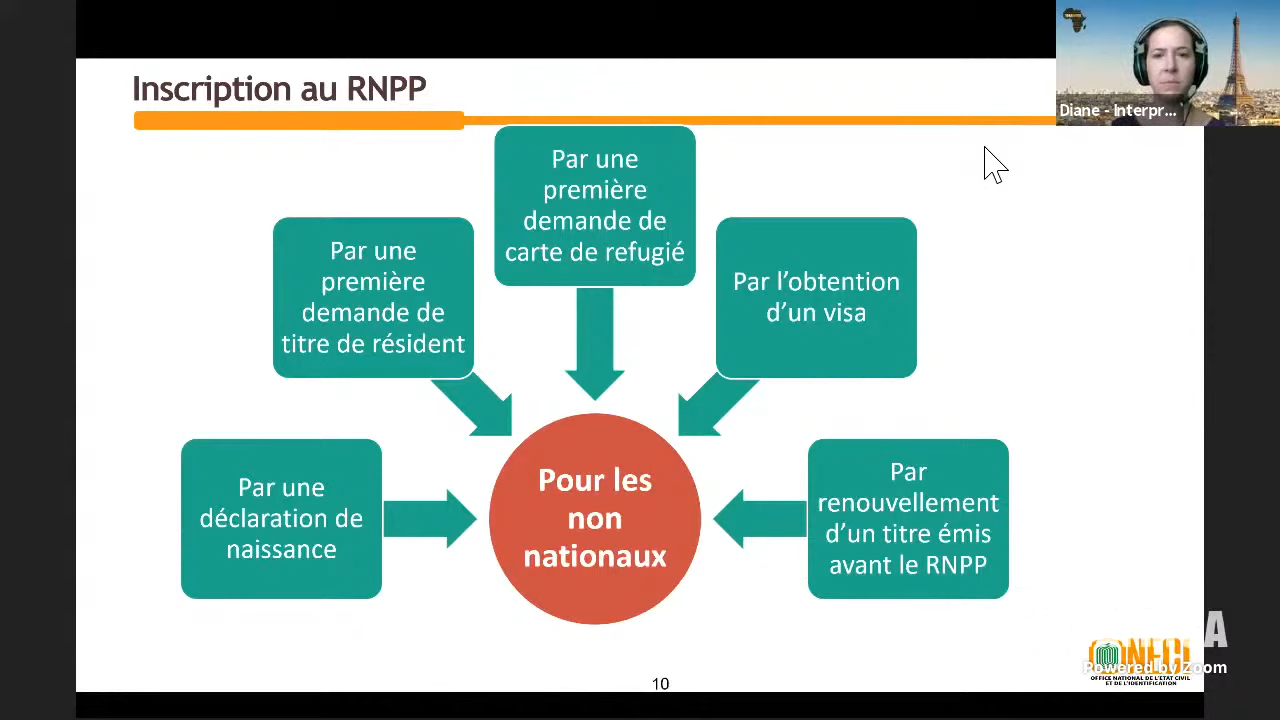 Inscription au RNPP
Diane - Interpr...
Par une
première
demande de
carte de refugié
Par une
première
demande de
titre de résident
Par l’obtention
d’un visa
Par une
déclaration de
naissance
Pour les
non
nationaux
Par
renouvellement
d’un titre émis
avant le RNPP
ONECI
Powered by Zoom
OFFICE NATIONAL DE L'ETAT CIVIL
ET DE L'IDENTIFICATION
10